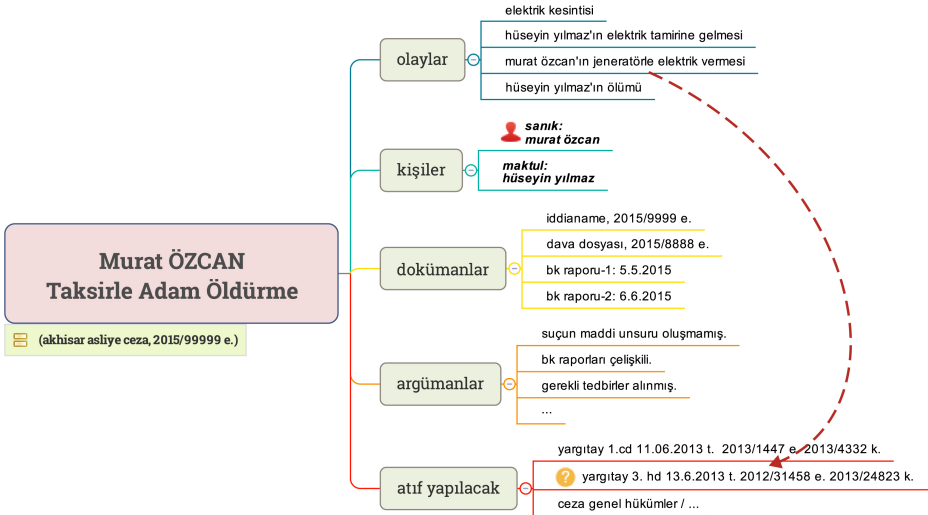 Murat ÖZCAN
Taksirle Adam Öldürme
(akhisar asliye ceza, 2015/99999 e.)
olaylar
elektrik kesintisi
hüseyin yılmaz'ın elektrik tamirine gelmesi
murat özcan'ın jeneratörle elektrik vermesi
hüseyin yılmaz'ın ölümü
kişiler
sanık:
murat özcan
maktul:
hüseyin yılmaz
dokümanlar
iddianame, 2015/9999 e.
dava dosyası, 2015/8888 e.
bk raporu-1: 5.5.2015
bk raporu-2: 6.6.2015
argümanlar
suçun maddi unsuru oluşmamış.
bk raporları çelişkili.
gerekli tedbirler alınmış.
...
atıf yapılacak
yargıtay 1.cd 11.06.2013 t. 2013/1447 e. 2013/4332 k.
? yargıtay 3. hd 13.6.2013 t. 2012/31458 e. 2013/24823 k.
ceza genel hükümler / ...